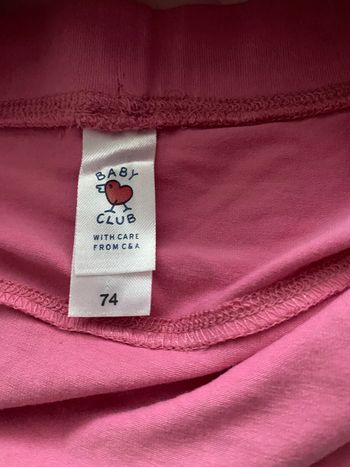 BABY
CLUB
WITH CARE
FROM C&A
74